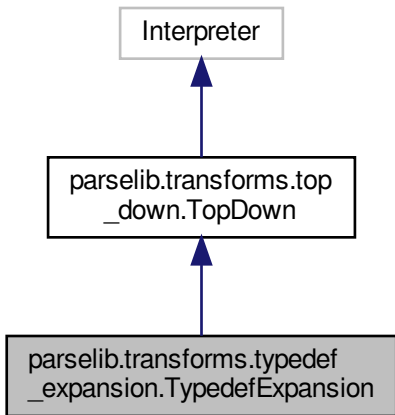 Interpreter
parselib.transforms.top
_down.TopDown
parselib.transforms.typedef
_expansion.TypedefExpansion